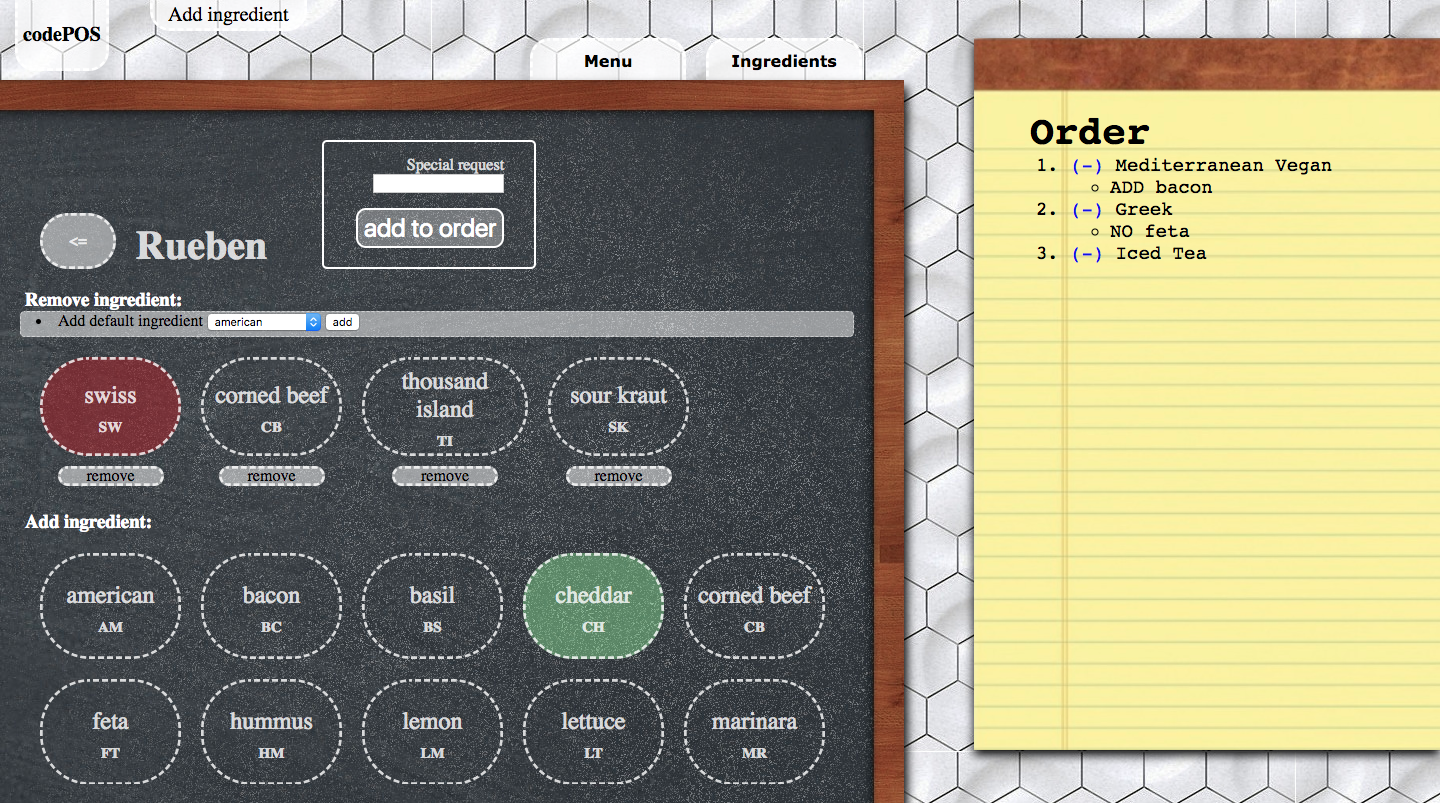 codePOS
Add ingredient
Menu
Ingredients
Special request
add to order
<= Rueben
Remove ingredient:
• Add default ingredient american add
swiss
SW
remove
corned beef
CB
remove
thousand
island
TI
remove
sour kraut
SK
remove
Add ingredient:
american
AM
bacon
BC
basil
BS
cheddar
CH
corned beef
CB
feta
FT
hummus
HM
lemon
LM
lettuce
LT
marinara
MR
Order
1. (-) Mediterranean Vegan
◦ ADD bacon
2. (-) Greek
◦ NO feta
3. (-) Iced Tea